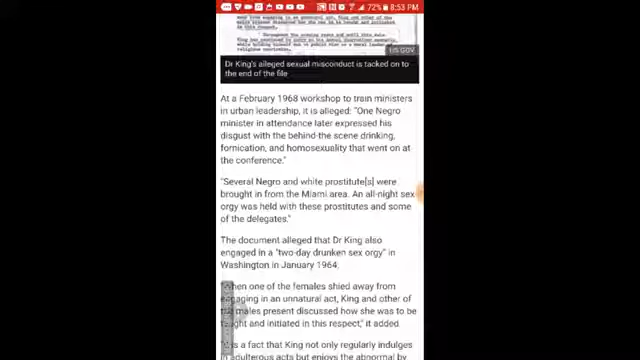 8:53 PM
US GOV
Dr King's alleged sexual misconduct is tacked on to
the end of the file
At a February 1968 workshop to train ministers
in urban leadership, it is alleged: "One Negro
minister in attendance later expressed his
disgust with the behind-the scene drinking,
fornication, and homosexuality that went on at
the conference."
"Several Negro and white prostitute[s] were
brought in from the Miami area. An all-night sex
orgy was held with these prostitutes and some
of the delegates."
The document alleged that Dr King also
engaged in a "two-day drunken sex orgy" in
Washington in January 1964.
"When one of the females shied away from
engaging in an unnatural act, King and other of
the males present discussed how she was to be
taught and initiated in this respect," it added.
"It is a fact that King not only regularly indulges
in adulterous acts but enjoys the abnormal by